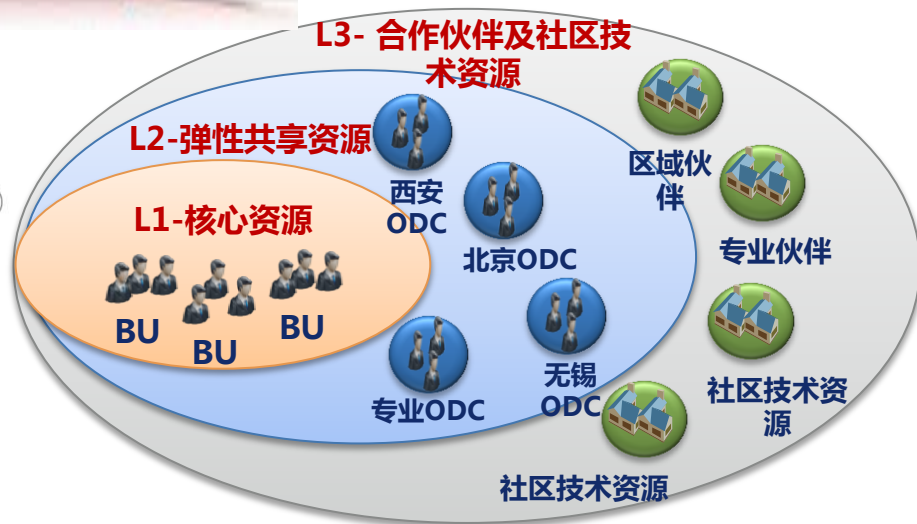 L3- 合作伙伴及社区技
术资源
L2-弹性共享资源
L1-核心资源
BU
BU
BU
西安
ODC
北京ODC
专业ODC
无锡
ODC
区域伙
伴
专业伙伴
社区技术资
源
社区技术资源